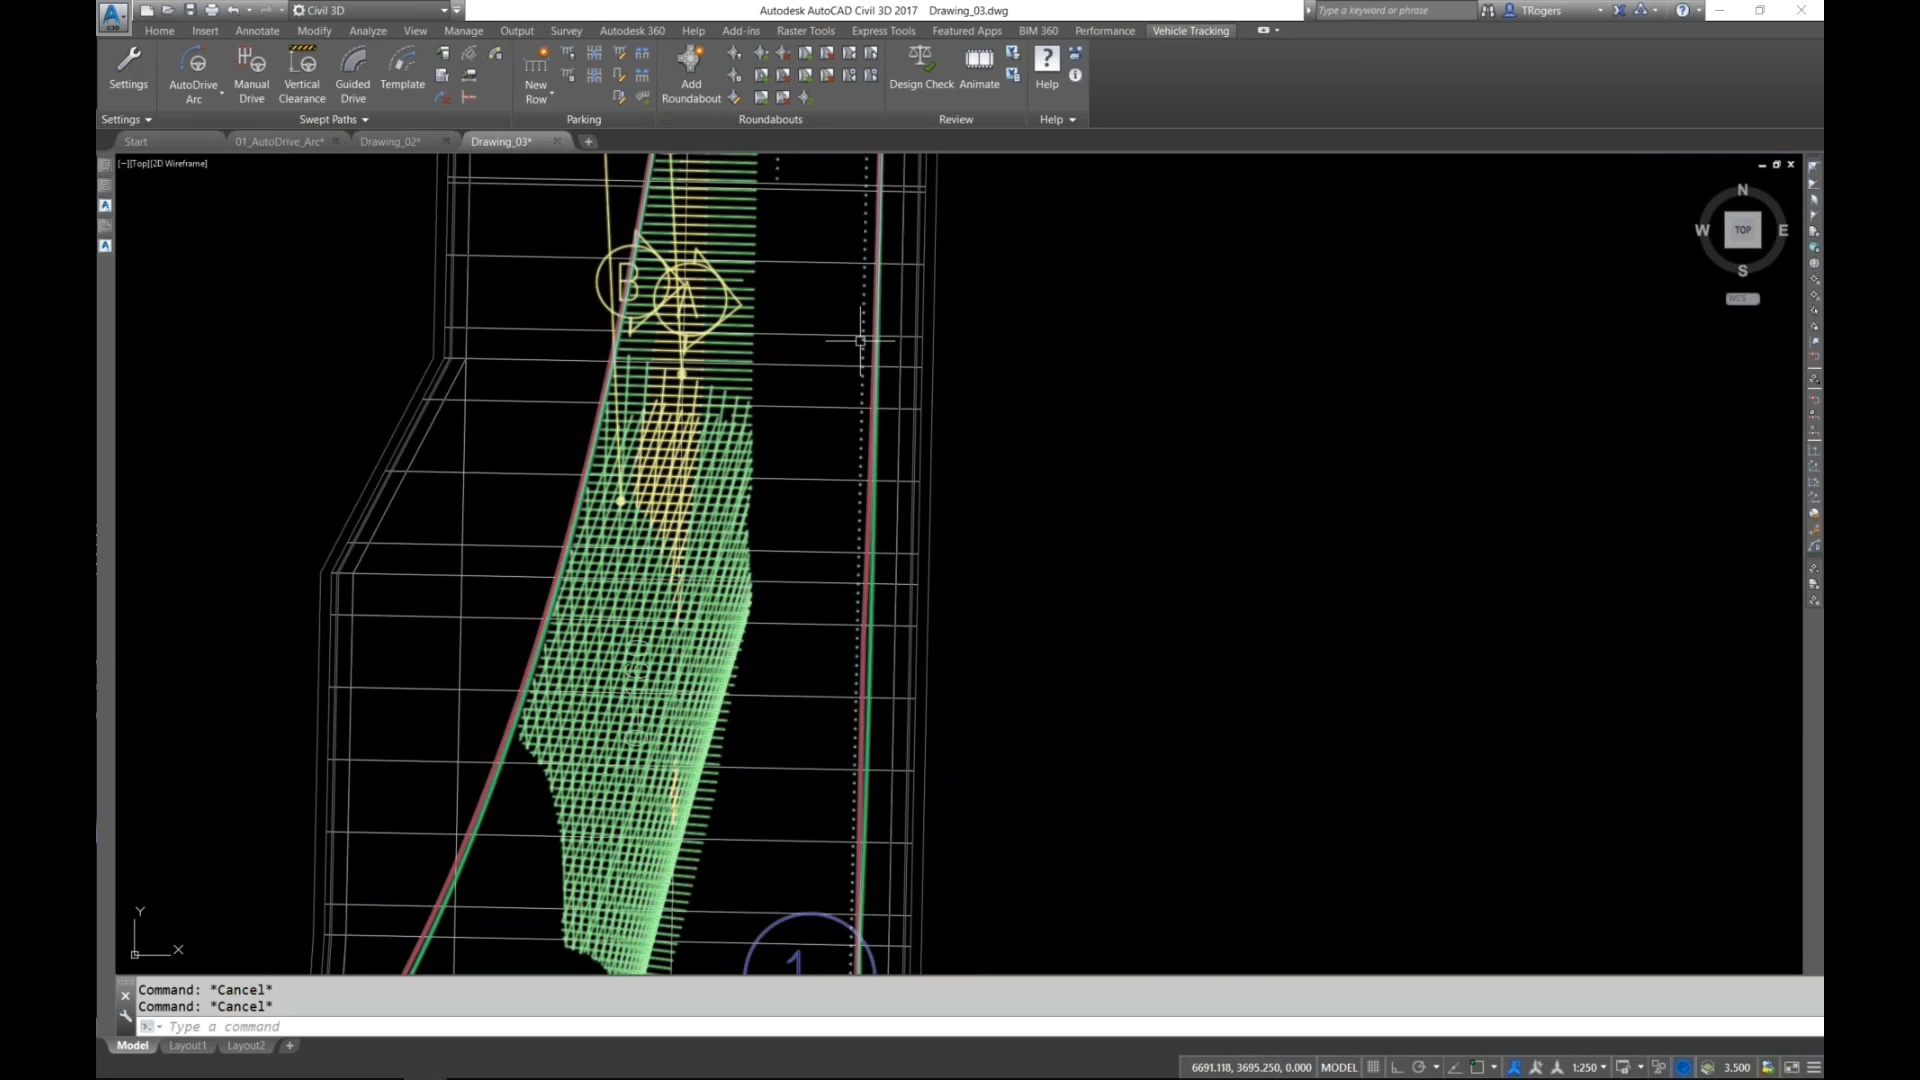 Civil 3D
Autodesk AutoCAD Civil 3D 2017 Drawing_03.dwg
Type a keyword or phrase
TRogers
Home Insert Annotate Modify Analyze View Manage Output Survey Autodesk 360 Help Add-ins Raster Tools Express Tools Featured Apps BIM 360 Performance Vehicle Tracking
Settings
AutoDrive Arc
Manual Drive
Vertical Clearance
Guided Drive
Template
New Row
Add Roundabout
Design Check
Animate
Help
Settings
Swept Paths
Parking
Roundabouts
Review
Help
Start 01_AutoDrive_Arc* Drawing_02* Drawing_03*
[−][Top][2D Wireframe]
N
W TOP E
S
WCS
B A
1
Y
X
Command: *Cancel*
Command: *Cancel*
Type a command
Model Layout1 Layout2 +
6691.118, 3695.250, 0.000 MODEL 1:250 3.500